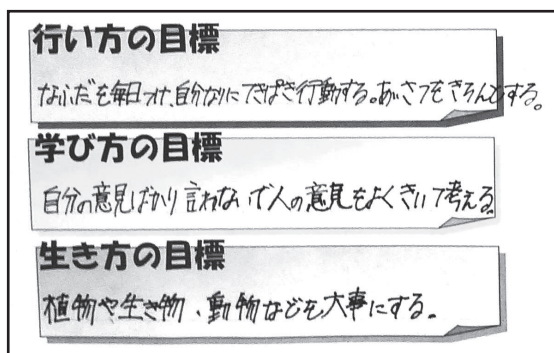 行い方の目標
なふだを毎日つけ、自分なりにてきぱき行動する。あいさつをきちんとする。
学び方の目標
自分の意見ばかり言わないで人の意見をよくきいて考える。
生き方の目標
植物や生き物、動物などを大事にする。